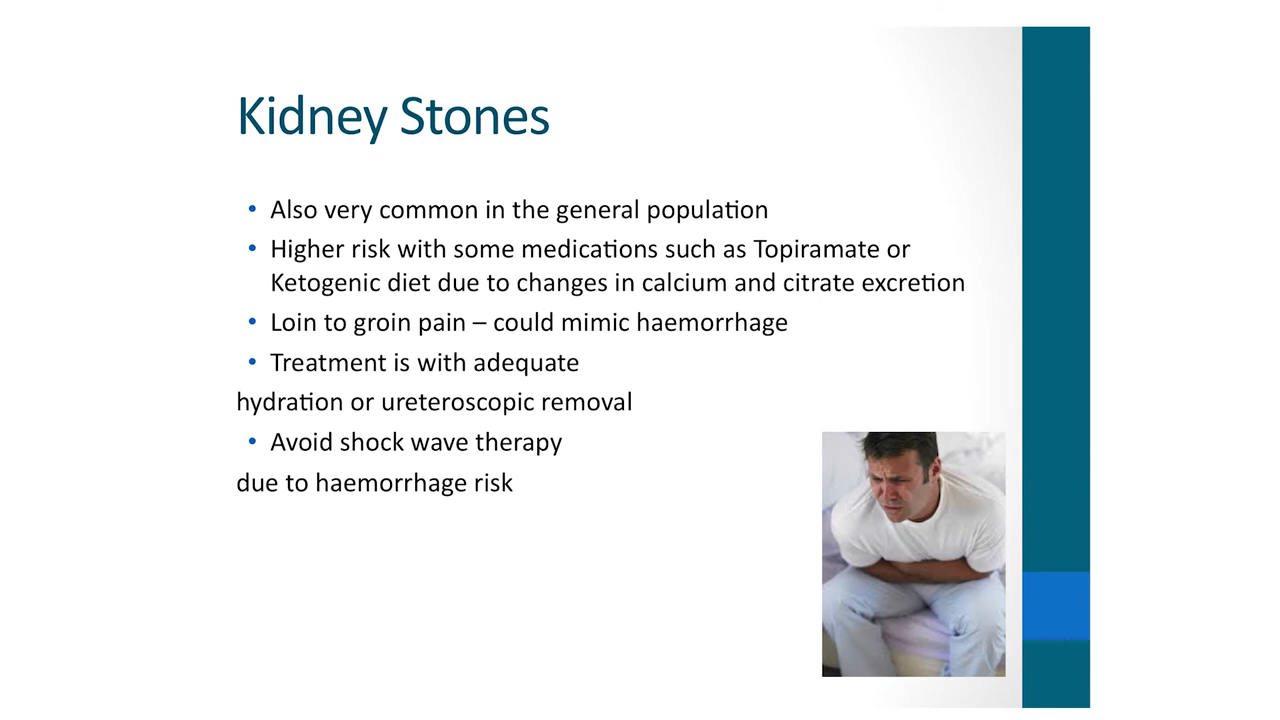 Kidney Stones
• Also very common in the general population
• Higher risk with some medications such as Topiramate or
Ketogenic diet due to changes in calcium and citrate excretion
• Loin to groin pain – could mimic haemorrhage
• Treatment is with adequate
hydration or ureteroscopic removal
• Avoid shock wave therapy
due to haemorrhage risk